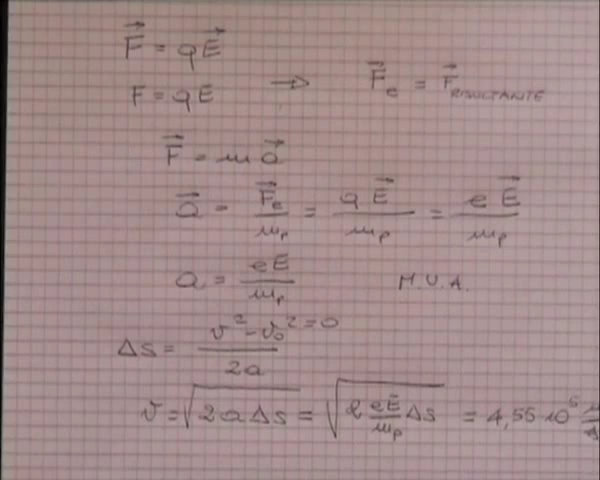 F⃗ = qE⃗
F = qE → F⃗e = F⃗RISULTANTE
F⃗ = m a⃗
a⃗ = F⃗e/mp = qE⃗/mp = eE⃗/mp
a = eE/mp M.U.A.
Δs = v² - v₀² = 0 / 2a
v = √2aΔs = √2 eE/mp Δs = 4,55·10⁵ m/s